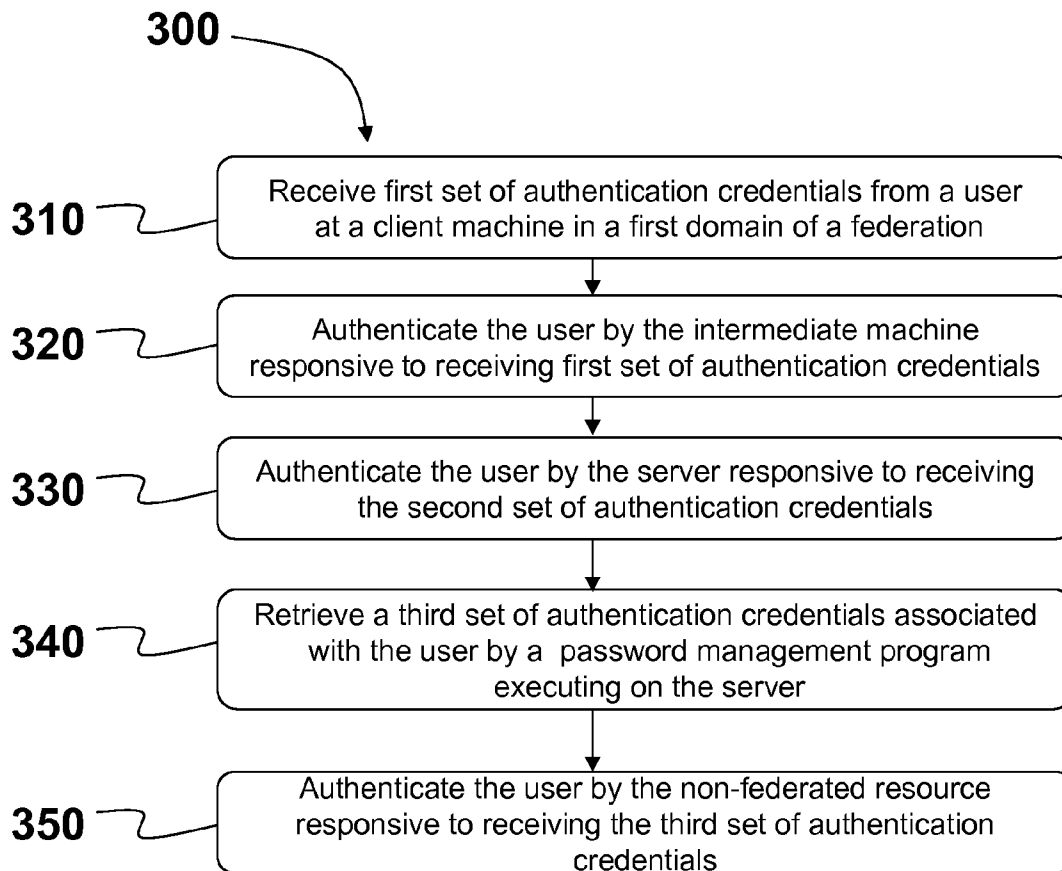 300
310
Receive first set of authentication credentials from a user
at a client machine in a first domain of a federation
320
Authenticate the user by the intermediate machine
responsive to receiving first set of authentication credentials
330
Authenticate the user by the server responsive to receiving
the second set of authentication credentials
340
Retrieve a third set of authentication credentials associated
with the user by a password management program
executing on the server
350
Authenticate the user by the non-federated resource
responsive to receiving the third set of authentication
credentials